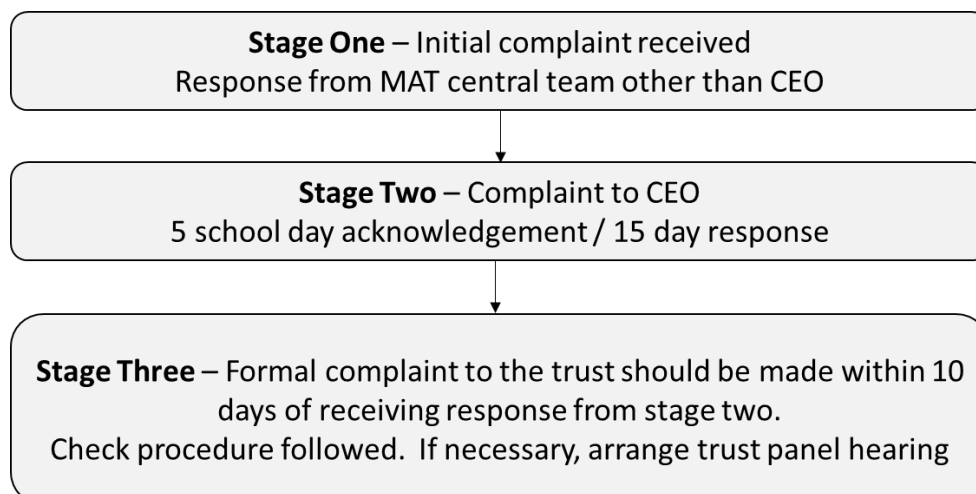 Stage One – Initial complaint received
Response from MAT central team other than CEO
Stage Two – Complaint to CEO
5 school day acknowledgement / 15 day response
Stage Three – Formal complaint to the trust should be made within 10
days of receiving response from stage two.
Check procedure followed.  If necessary, arrange trust panel hearing